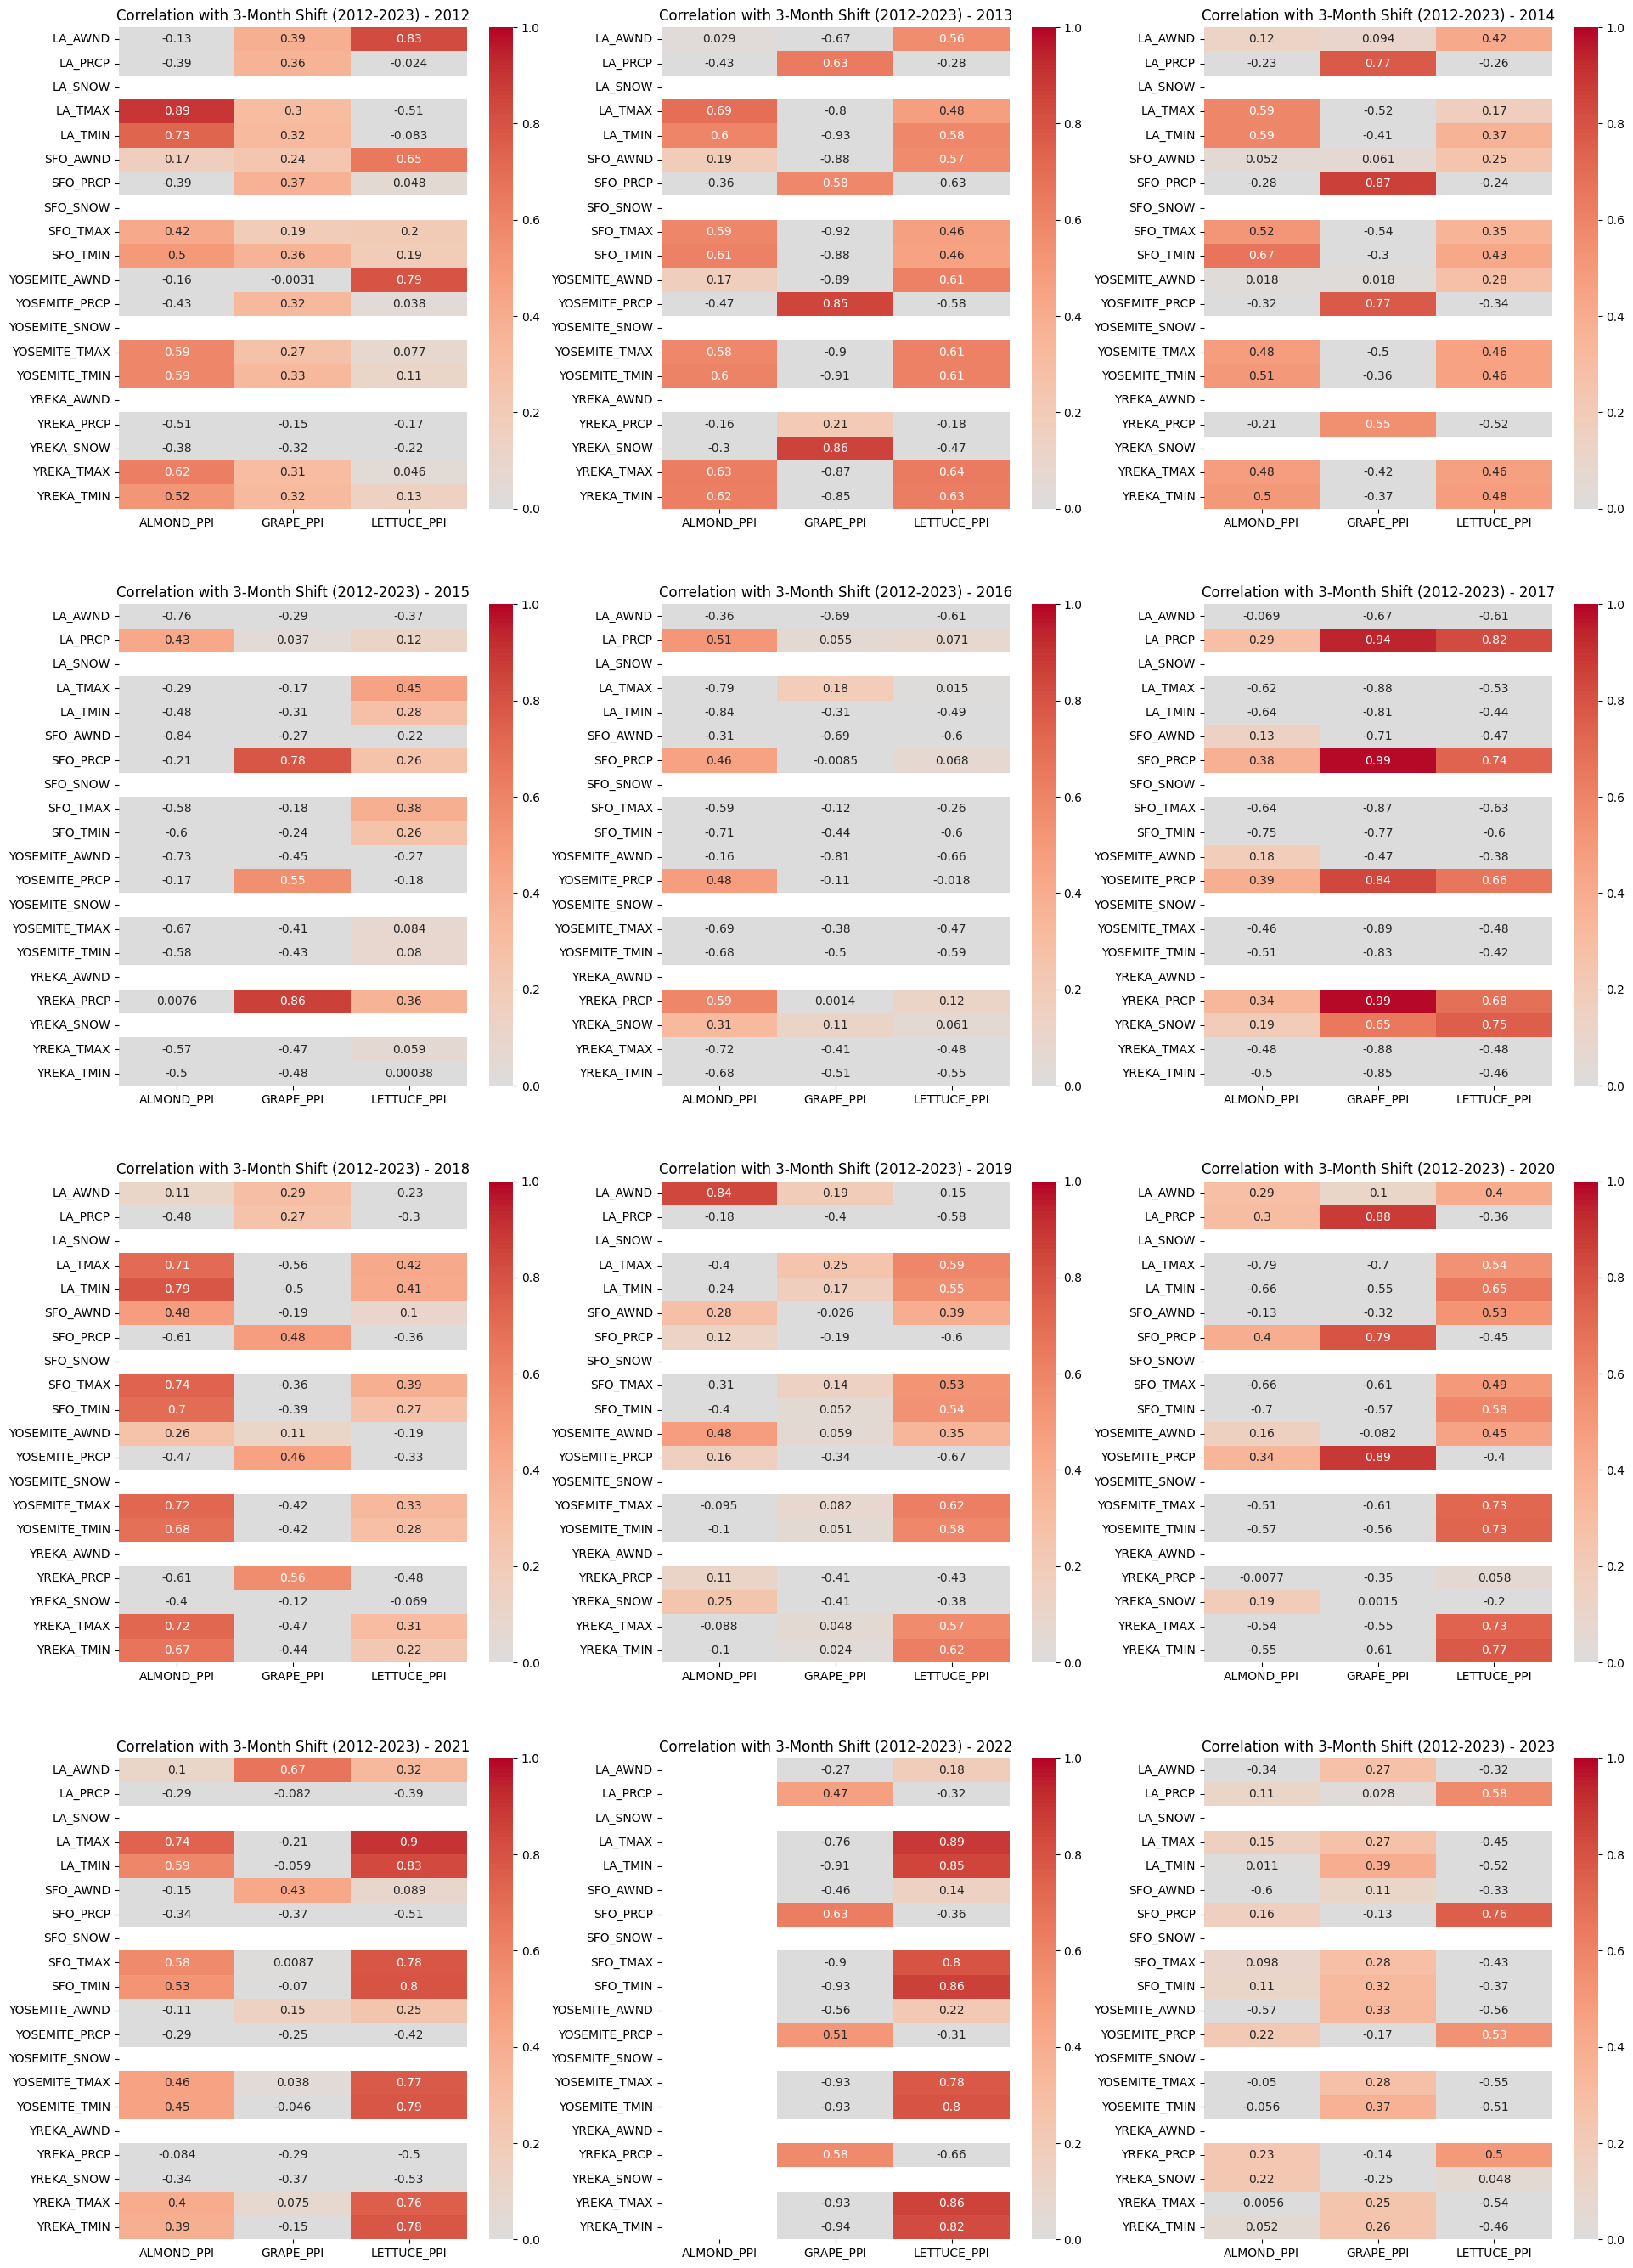 Correlation with 3-Month Shift (2012-2023) - 2012
LA_AWND -0.13 0.39 0.83
LA_PRCP -0.39 0.36 -0.024
LA_SNOW
LA_TMAX 0.89 0.3 -0.51
LA_TMIN 0.73 0.32 -0.083
SFO_AWND 0.17 0.24 0.65
SFO_PRCP -0.39 0.37 0.048
SFO_SNOW
SFO_TMAX 0.42 0.19 0.2
SFO_TMIN 0.5 0.36 0.19
YOSEMITE_AWND -0.16 -0.0031 0.79
YOSEMITE_PRCP -0.43 0.32 0.038
YOSEMITE_SNOW
YOSEMITE_TMAX 0.59 0.27 0.077
YOSEMITE_TMIN 0.59 0.33 0.11
YREKA_AWND
YREKA_PRCP -0.51 -0.15 -0.17
YREKA_SNOW -0.38 -0.32 -0.22
YREKA_TMAX 0.62 0.31 0.046
YREKA_TMIN 0.52 0.32 0.13
ALMOND_PPI GRAPE_PPI LETTUCE_PPI
1.0
0.8
0.6
0.4
0.2
0.0
Correlation with 3-Month Shift (2012-2023) - 2013
LA_AWND 0.029 -0.67 0.56
LA_PRCP -0.43 0.63 -0.28
LA_SNOW
LA_TMAX 0.69 -0.8 0.48
LA_TMIN 0.6 -0.93 0.58
SFO_AWND 0.19 -0.88 0.57
SFO_PRCP -0.36 0.58 -0.63
SFO_SNOW
SFO_TMAX 0.59 -0.92 0.46
SFO_TMIN 0.61 -0.88 0.46
YOSEMITE_AWND 0.17 -0.89 0.61
YOSEMITE_PRCP -0.47 0.85 -0.58
YOSEMITE_SNOW
YOSEMITE_TMAX 0.58 -0.9 0.61
YOSEMITE_TMIN 0.6 -0.91 0.61
YREKA_AWND
YREKA_PRCP -0.16 0.21 -0.18
YREKA_SNOW -0.3 0.86 -0.47
YREKA_TMAX 0.63 -0.87 0.64
YREKA_TMIN 0.62 -0.85 0.63
ALMOND_PPI GRAPE_PPI LETTUCE_PPI
1.0
0.8
0.6
0.4
0.2
0.0
Correlation with 3-Month Shift (2012-2023) - 2014
LA_AWND 0.12 0.094 0.42
LA_PRCP -0.23 0.77 -0.26
LA_SNOW
LA_TMAX 0.59 -0.52 0.17
LA_TMIN 0.59 -0.41 0.37
SFO_AWND 0.052 0.061 0.25
SFO_PRCP -0.28 0.87 -0.24
SFO_SNOW
SFO_TMAX 0.52 -0.54 0.35
SFO_TMIN 0.67 -0.3 0.43
YOSEMITE_AWND 0.018 0.018 0.28
YOSEMITE_PRCP -0.32 0.77 -0.34
YOSEMITE_SNOW
YOSEMITE_TMAX 0.48 -0.5 0.46
YOSEMITE_TMIN 0.51 -0.36 0.46
YREKA_AWND
YREKA_PRCP -0.21 0.55 -0.52
YREKA_SNOW
YREKA_TMAX 0.48 -0.42 0.46
YREKA_TMIN 0.5 -0.37 0.48
ALMOND_PPI GRAPE_PPI LETTUCE_PPI
1.0
0.8
0.6
0.4
0.2
0.0
Correlation with 3-Month Shift (2012-2023) - 2015
LA_AWND -0.76 -0.29 -0.37
LA_PRCP 0.43 0.037 0.12
LA_SNOW
LA_TMAX -0.29 -0.17 0.45
LA_TMIN -0.48 -0.31 0.28
SFO_AWND -0.84 -0.27 -0.22
SFO_PRCP -0.21 0.78 0.26
SFO_SNOW
SFO_TMAX -0.58 -0.18 0.38
SFO_TMIN -0.6 -0.24 0.26
YOSEMITE_AWND -0.73 -0.45 -0.27
YOSEMITE_PRCP -0.17 0.55 -0.18
YOSEMITE_SNOW
YOSEMITE_TMAX -0.67 -0.41 0.084
YOSEMITE_TMIN -0.58 -0.43 0.08
YREKA_AWND
YREKA_PRCP 0.0076 0.86 0.36
YREKA_SNOW
YREKA_TMAX -0.57 -0.47 0.059
YREKA_TMIN -0.5 -0.48 0.00038
ALMOND_PPI GRAPE_PPI LETTUCE_PPI
1.0
0.8
0.6
0.4
0.2
0.0
Correlation with 3-Month Shift (2012-2023) - 2016
LA_AWND -0.36 -0.69 -0.61
LA_PRCP 0.51 0.055 0.071
LA_SNOW
LA_TMAX -0.79 0.18 0.015
LA_TMIN -0.84 -0.31 -0.49
SFO_AWND -0.31 -0.69 -0.6
SFO_PRCP 0.46 -0.0085 0.068
SFO_SNOW
SFO_TMAX -0.59 -0.12 -0.26
SFO_TMIN -0.71 -0.44 -0.6
YOSEMITE_AWND -0.16 -0.81 -0.66
YOSEMITE_PRCP 0.48 -0.11 -0.018
YOSEMITE_SNOW
YOSEMITE_TMAX -0.69 -0.38 -0.47
YOSEMITE_TMIN -0.68 -0.5 -0.59
YREKA_AWND
YREKA_PRCP 0.59 0.0014 0.12
YREKA_SNOW 0.31 0.11 0.061
YREKA_TMAX -0.72 -0.41 -0.48
YREKA_TMIN -0.68 -0.51 -0.55
ALMOND_PPI GRAPE_PPI LETTUCE_PPI
1.0
0.8
0.6
0.4
0.2
0.0
Correlation with 3-Month Shift (2012-2023) - 2017
LA_AWND -0.069 -0.67 -0.61
LA_PRCP 0.29 0.94 0.82
LA_SNOW
LA_TMAX -0.62 -0.88 -0.53
LA_TMIN -0.64 -0.81 -0.44
SFO_AWND 0.13 -0.71 -0.47
SFO_PRCP 0.38 0.99 0.74
SFO_SNOW
SFO_TMAX -0.64 -0.87 -0.63
SFO_TMIN -0.75 -0.77 -0.6
YOSEMITE_AWND 0.18 -0.47 -0.38
YOSEMITE_PRCP 0.39 0.84 0.66
YOSEMITE_SNOW
YOSEMITE_TMAX -0.46 -0.89 -0.48
YOSEMITE_TMIN -0.51 -0.83 -0.42
YREKA_AWND
YREKA_PRCP 0.34 0.99 0.68
YREKA_SNOW 0.19 0.65 0.75
YREKA_TMAX -0.48 -0.88 -0.48
YREKA_TMIN -0.5 -0.85 -0.46
ALMOND_PPI GRAPE_PPI LETTUCE_PPI
1.0
0.8
0.6
0.4
0.2
0.0
Correlation with 3-Month Shift (2012-2023) - 2018
LA_AWND 0.11 0.29 -0.23
LA_PRCP -0.48 0.27 -0.3
LA_SNOW
LA_TMAX 0.71 -0.56 0.42
LA_TMIN 0.79 -0.5 0.41
SFO_AWND 0.48 -0.19 0.1
SFO_PRCP -0.61 0.48 -0.36
SFO_SNOW
SFO_TMAX 0.74 -0.36 0.39
SFO_TMIN 0.7 -0.39 0.27
YOSEMITE_AWND 0.26 0.11 -0.19
YOSEMITE_PRCP -0.47 0.46 -0.33
YOSEMITE_SNOW
YOSEMITE_TMAX 0.72 -0.42 0.33
YOSEMITE_TMIN 0.68 -0.42 0.28
YREKA_AWND
YREKA_PRCP -0.61 0.56 -0.48
YREKA_SNOW -0.4 -0.12 -0.069
YREKA_TMAX 0.72 -0.47 0.31
YREKA_TMIN 0.67 -0.44 0.22
ALMOND_PPI GRAPE_PPI LETTUCE_PPI
1.0
0.8
0.6
0.4
0.2
0.0
Correlation with 3-Month Shift (2012-2023) - 2019
LA_AWND 0.84 0.19 -0.15
LA_PRCP -0.18 -0.4 -0.58
LA_SNOW
LA_TMAX -0.4 0.25 0.59
LA_TMIN -0.24 0.17 0.55
SFO_AWND 0.28 -0.026 0.39
SFO_PRCP 0.12 -0.19 -0.6
SFO_SNOW
SFO_TMAX -0.31 0.14 0.53
SFO_TMIN -0.4 0.052 0.54
YOSEMITE_AWND 0.48 0.059 0.35
YOSEMITE_PRCP 0.16 -0.34 -0.67
YOSEMITE_SNOW
YOSEMITE_TMAX -0.095 0.082 0.62
YOSEMITE_TMIN -0.1 0.051 0.58
YREKA_AWND
YREKA_PRCP 0.11 -0.41 -0.43
YREKA_SNOW 0.25 -0.41 -0.38
YREKA_TMAX -0.088 0.048 0.57
YREKA_TMIN -0.1 0.024 0.62
ALMOND_PPI GRAPE_PPI LETTUCE_PPI
1.0
0.8
0.6
0.4
0.2
0.0
Correlation with 3-Month Shift (2012-2023) - 2020
LA_AWND 0.29 0.1 0.4
LA_PRCP 0.3 0.88 -0.36
LA_SNOW
LA_TMAX -0.79 -0.7 0.54
LA_TMIN -0.66 -0.55 0.65
SFO_AWND -0.13 -0.32 0.53
SFO_PRCP 0.4 0.79 -0.45
SFO_SNOW
SFO_TMAX -0.66 -0.61 0.49
SFO_TMIN -0.7 -0.57 0.58
YOSEMITE_AWND 0.16 -0.082 0.45
YOSEMITE_PRCP 0.34 0.89 -0.4
YOSEMITE_SNOW
YOSEMITE_TMAX -0.51 -0.61 0.73
YOSEMITE_TMIN -0.57 -0.56 0.73
YREKA_AWND
YREKA_PRCP -0.0077 -0.35 0.058
YREKA_SNOW 0.19 0.0015 -0.2
YREKA_TMAX -0.54 -0.55 0.73
YREKA_TMIN -0.55 -0.61 0.77
ALMOND_PPI GRAPE_PPI LETTUCE_PPI
1.0
0.8
0.6
0.4
0.2
0.0
Correlation with 3-Month Shift (2012-2023) - 2021
LA_AWND 0.1 0.67 0.32
LA_PRCP -0.29 -0.082 -0.39
LA_SNOW
LA_TMAX 0.74 -0.21 0.9
LA_TMIN 0.59 -0.059 0.83
SFO_AWND -0.15 0.43 0.089
SFO_PRCP -0.34 -0.37 -0.51
SFO_SNOW
SFO_TMAX 0.58 0.0087 0.78
SFO_TMIN 0.53 -0.07 0.8
YOSEMITE_AWND -0.11 0.15 0.25
YOSEMITE_PRCP -0.29 -0.25 -0.42
YOSEMITE_SNOW
YOSEMITE_TMAX 0.46 0.038 0.77
YOSEMITE_TMIN 0.45 -0.046 0.79
YREKA_AWND
YREKA_PRCP -0.084 -0.29 -0.5
YREKA_SNOW -0.34 -0.37 -0.53
YREKA_TMAX 0.4 0.075 0.76
YREKA_TMIN 0.39 -0.15 0.78
ALMOND_PPI GRAPE_PPI LETTUCE_PPI
1.0
0.8
0.6
0.4
0.2
0.0
Correlation with 3-Month Shift (2012-2023) - 2022
LA_AWND -0.27 0.18
LA_PRCP 0.47 -0.32
LA_SNOW
LA_TMAX -0.76 0.89
LA_TMIN -0.91 0.85
SFO_AWND -0.46 0.14
SFO_PRCP 0.63 -0.36
SFO_SNOW
SFO_TMAX -0.9 0.8
SFO_TMIN -0.93 0.86
YOSEMITE_AWND -0.56 0.22
YOSEMITE_PRCP 0.51 -0.31
YOSEMITE_SNOW
YOSEMITE_TMAX -0.93 0.78
YOSEMITE_TMIN -0.93 0.8
YREKA_AWND
YREKA_PRCP 0.58 -0.66
YREKA_SNOW
YREKA_TMAX -0.93 0.86
YREKA_TMIN -0.94 0.82
ALMOND_PPI GRAPE_PPI LETTUCE_PPI
1.0
0.8
0.6
0.4
0.2
0.0
Correlation with 3-Month Shift (2012-2023) - 2023
LA_AWND -0.34 0.27 -0.32
LA_PRCP 0.11 0.028 0.58
LA_SNOW
LA_TMAX 0.15 0.27 -0.45
LA_TMIN 0.011 0.39 -0.52
SFO_AWND -0.6 0.11 -0.33
SFO_PRCP 0.16 -0.13 0.76
SFO_SNOW
SFO_TMAX 0.098 0.28 -0.43
SFO_TMIN 0.11 0.32 -0.37
YOSEMITE_AWND -0.57 0.33 -0.56
YOSEMITE_PRCP 0.22 -0.17 0.53
YOSEMITE_SNOW
YOSEMITE_TMAX -0.05 0.28 -0.55
YOSEMITE_TMIN -0.056 0.37 -0.51
YREKA_AWND
YREKA_PRCP 0.23 -0.14 0.5
YREKA_SNOW 0.22 -0.25 0.048
YREKA_TMAX -0.0056 0.25 -0.54
YREKA_TMIN 0.052 0.26 -0.46
ALMOND_PPI GRAPE_PPI LETTUCE_PPI
1.0
0.8
0.6
0.4
0.2
0.0